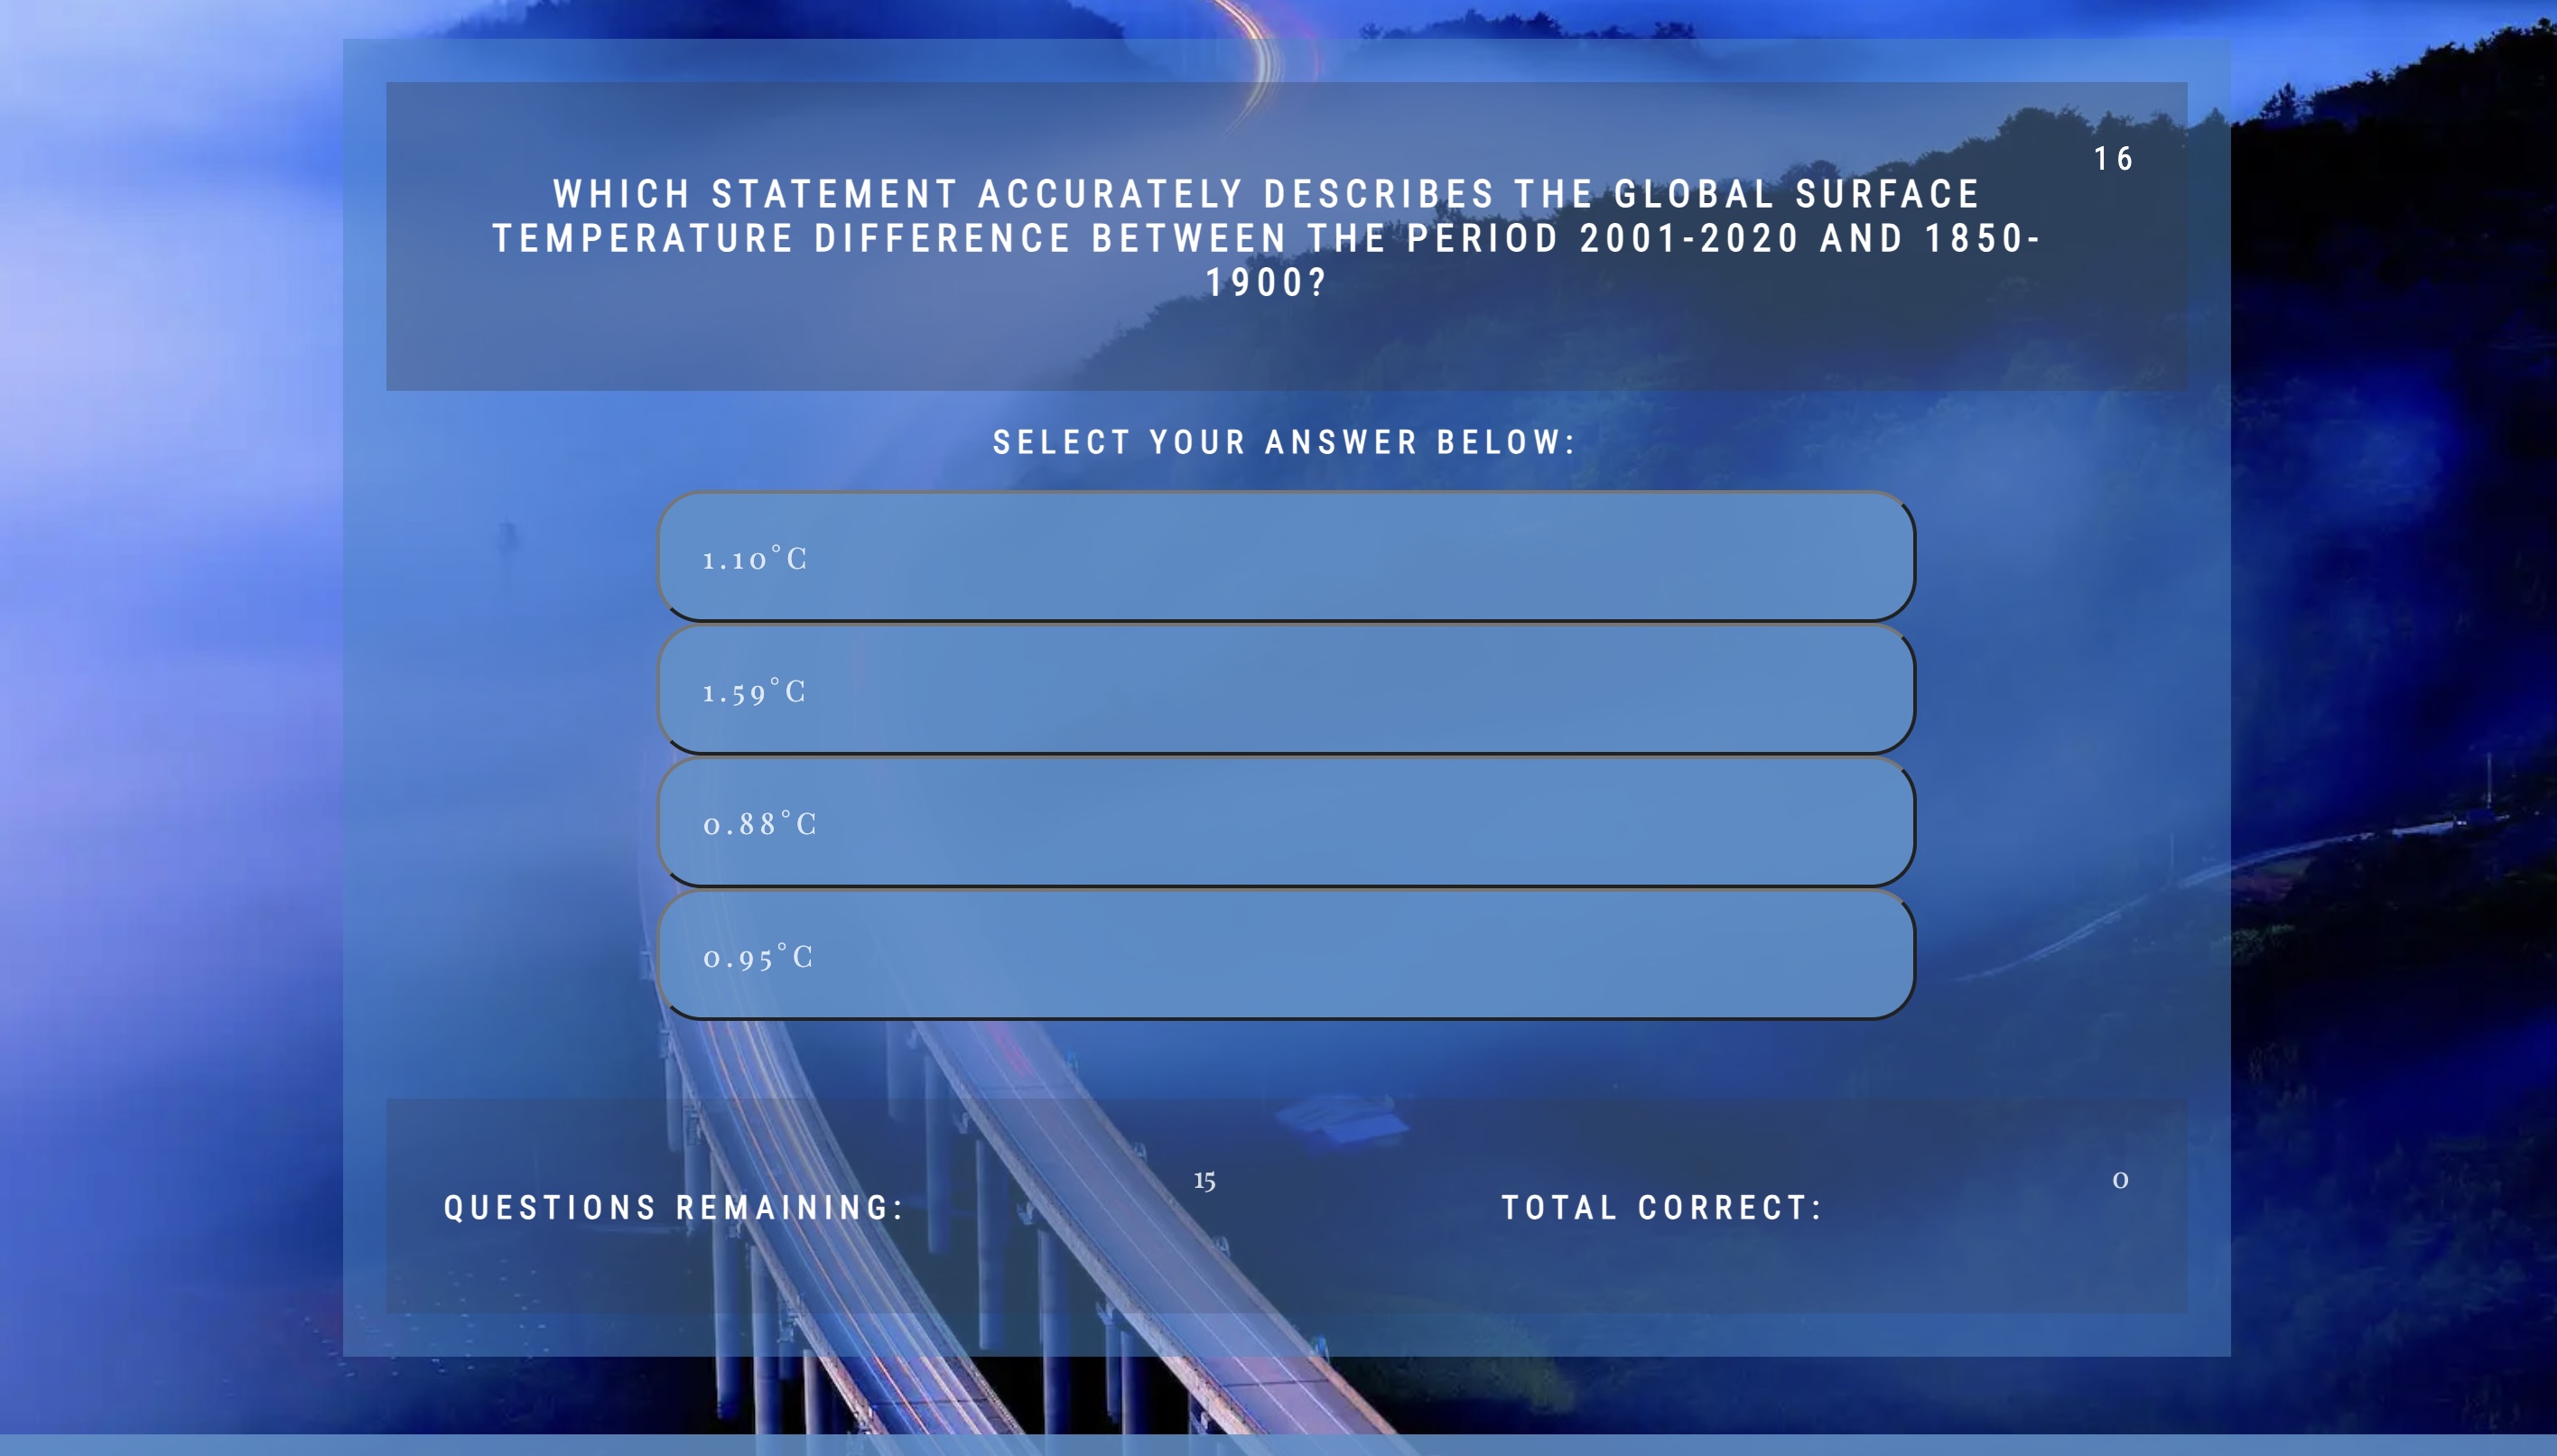 16
WHICH STATEMENT ACCURATELY DESCRIBES THE GLOBAL SURFACE
TEMPERATURE DIFFERENCE BETWEEN THE PERIOD 2001-2020 AND 1850-
1900?
SELECT YOUR ANSWER BELOW:
1.10°C
1.59°C
0.88°C
0.95°C
QUESTIONS REMAINING:
15
TOTAL CORRECT:
0